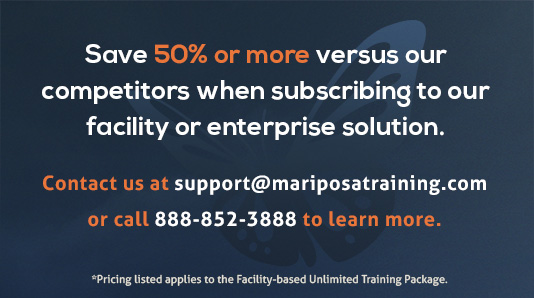 Save 50% or more versus our
competitors when subscribing to our
facility or enterprise solution.
Contact us at support@mariposatraining.com
or call 888-852-3888 to learn more.
*Pricing listed applies to the Facility-based Unlimited Training Package.